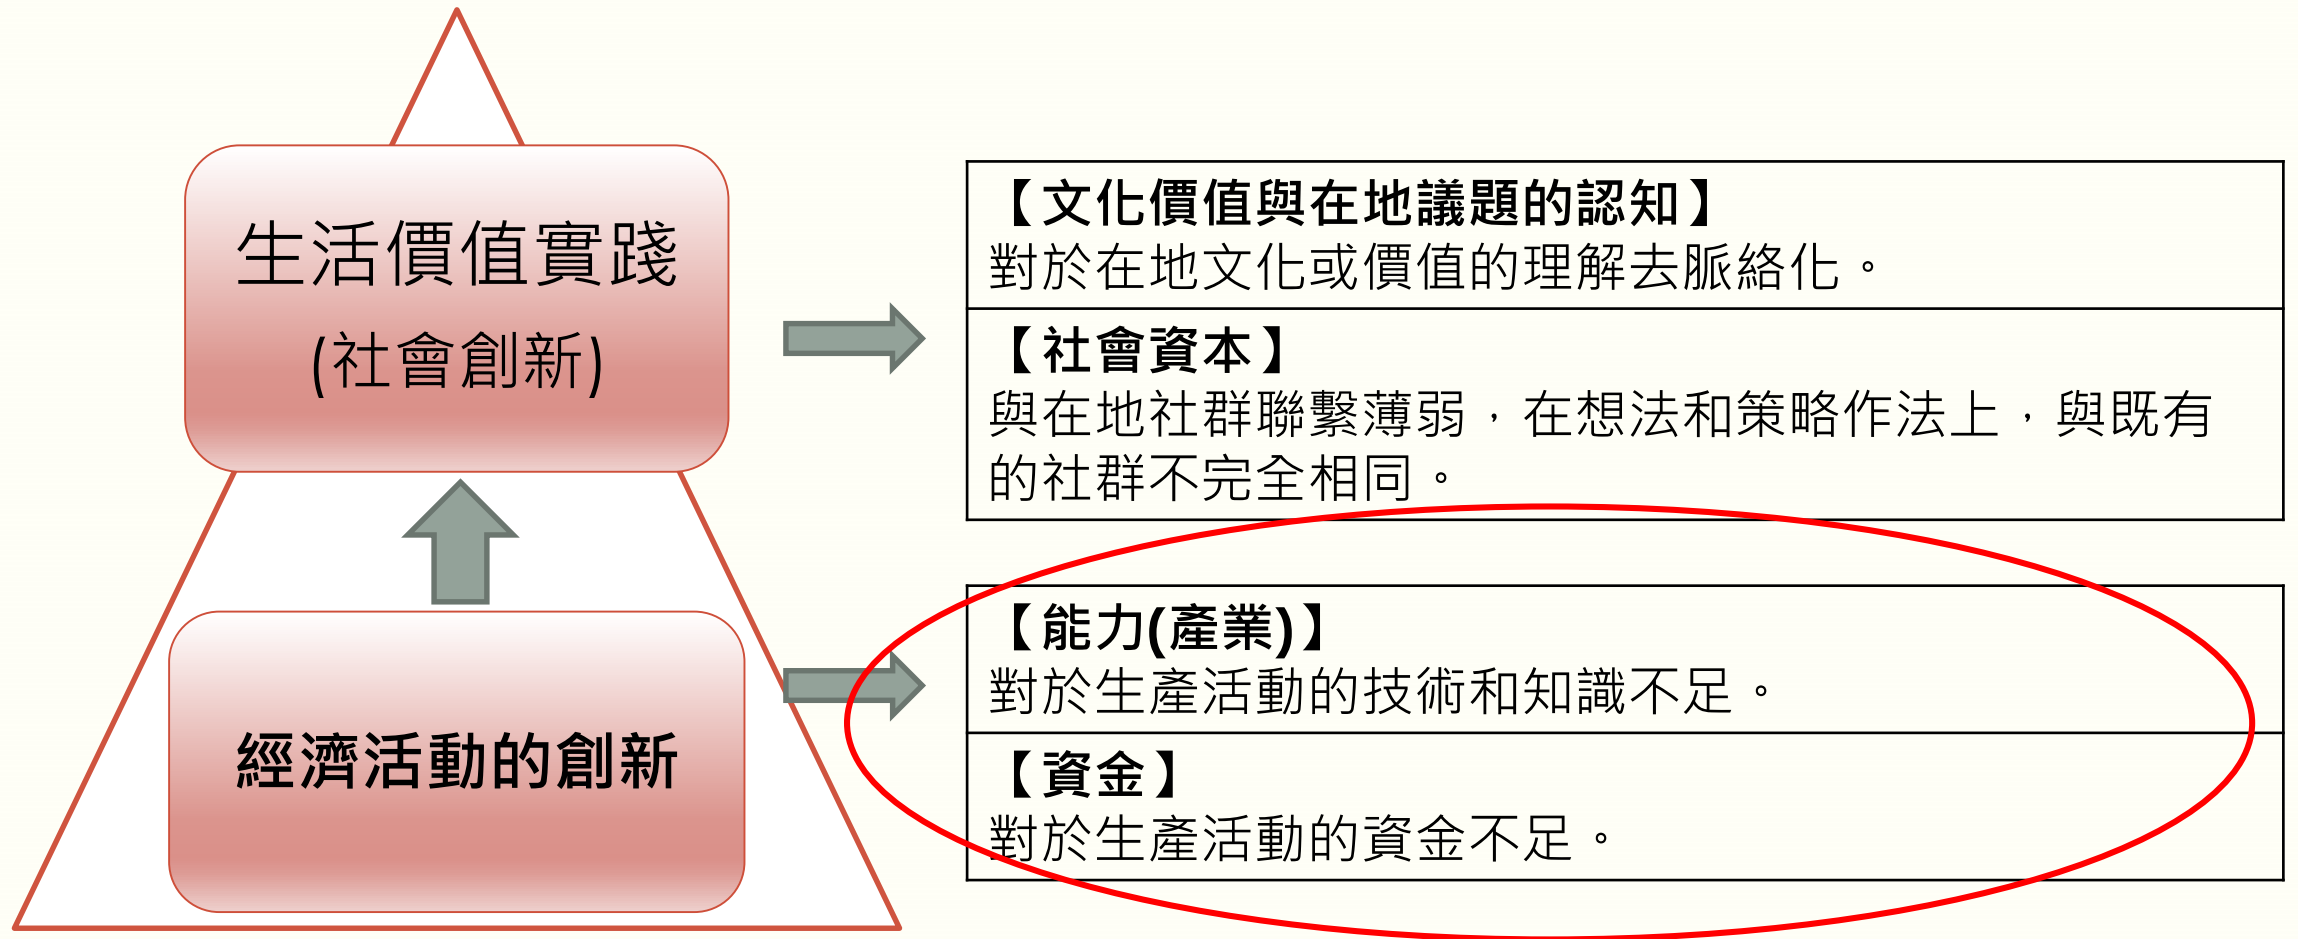 生活價值實踐
(社會創新)
【文化價值與在地議題的認知】
對於在地文化或價值的理解去脈絡化。
【社會資本】
與在地社群聯繫薄弱，在想法和策略作法上，與既有
的社群不完全相同。
經濟活動的創新
【能力(產業)】
對於生產活動的技術和知識不足。
【資金】
對於生產活動的資金不足。